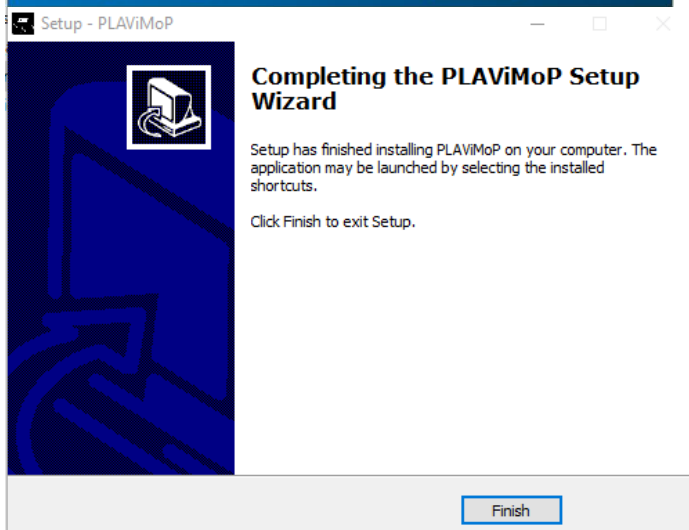 Setup - PLAViMoP
Completing the PLAViMoP Setup
Wizard
Setup has finished installing PLAViMoP on your computer. The
application may be launched by selecting the installed
shortcuts.
Click Finish to exit Setup.
Finish